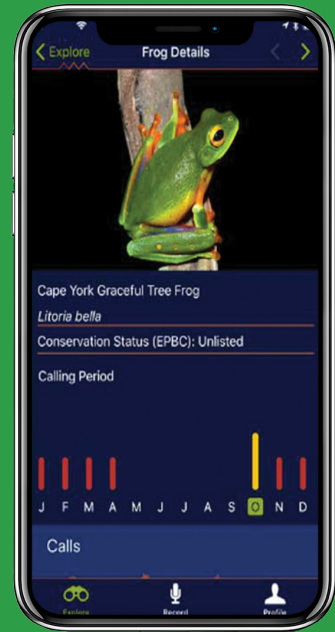 Explore Frog Details
Cape York Graceful Tree Frog
Litoria bella
Conservation Status (EPBC): Unlisted
Calling Period
J F M A M J J A S O N D
Calls
Explore Record Profile